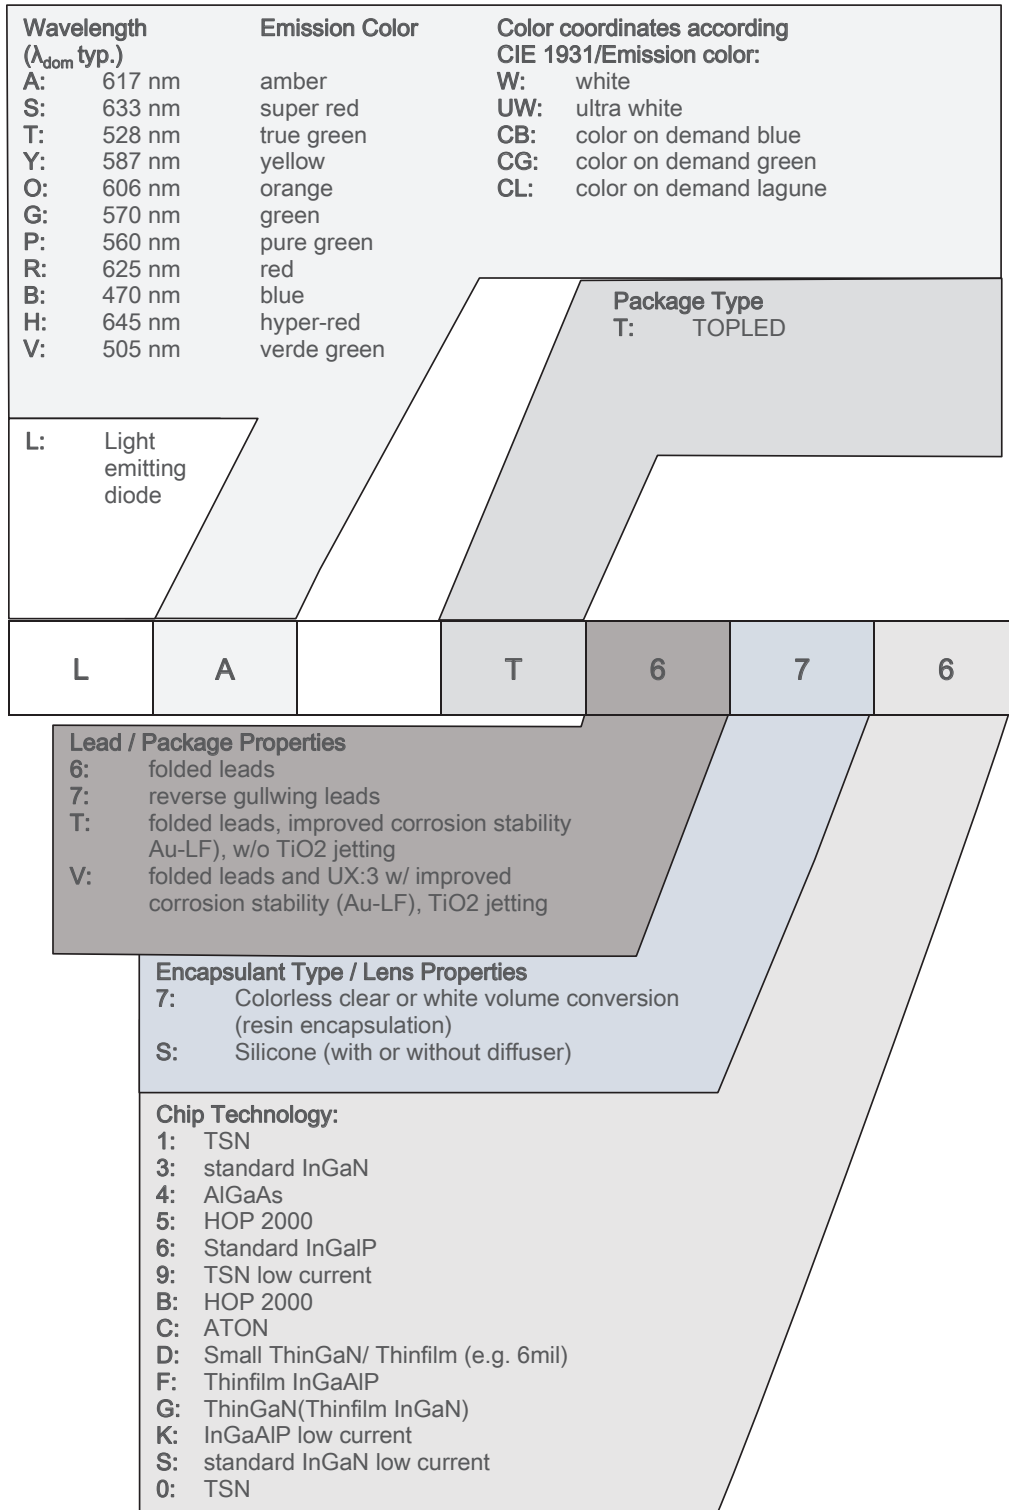 Wavelength Emission Color
(λdom typ.)
A: 617 nm amber
S: 633 nm super red
T: 528 nm true green
Y: 587 nm yellow
O: 606 nm orange
G: 570 nm green
P: 560 nm pure green
R: 625 nm red
B: 470 nm blue
H: 645 nm hyper-red
V: 505 nm verde green
Color coordinates according
CIE 1931/Emission color:
W: white
UW: ultra white
CB: color on demand blue
CG: color on demand green
CL: color on demand lagune
Package Type
T: TOPLED
L: Light
emitting
diode
L A T 6 7 6
Lead / Package Properties
6: folded leads
7: reverse gullwing leads
T: folded leads, improved corrosion stability
Au-LF), w/o TiO2 jetting
V: folded leads and UX:3 w/ improved
corrosion stability (Au-LF), TiO2 jetting
Encapsulant Type / Lens Properties
7: Colorless clear or white volume conversion
(resin encapsulation)
S: Silicone (with or without diffuser)
Chip Technology:
1: TSN
3: standard InGaN
4: AlGaAs
5: HOP 2000
6: Standard InGalP
9: TSN low current
B: HOP 2000
C: ATON
D: Small ThinGaN/ Thinfilm (e.g. 6mil)
F: Thinfilm InGaAlP
G: ThinGaN(Thinfilm InGaN)
K: InGaAlP low current
S: standard InGaN low current
0: TSN